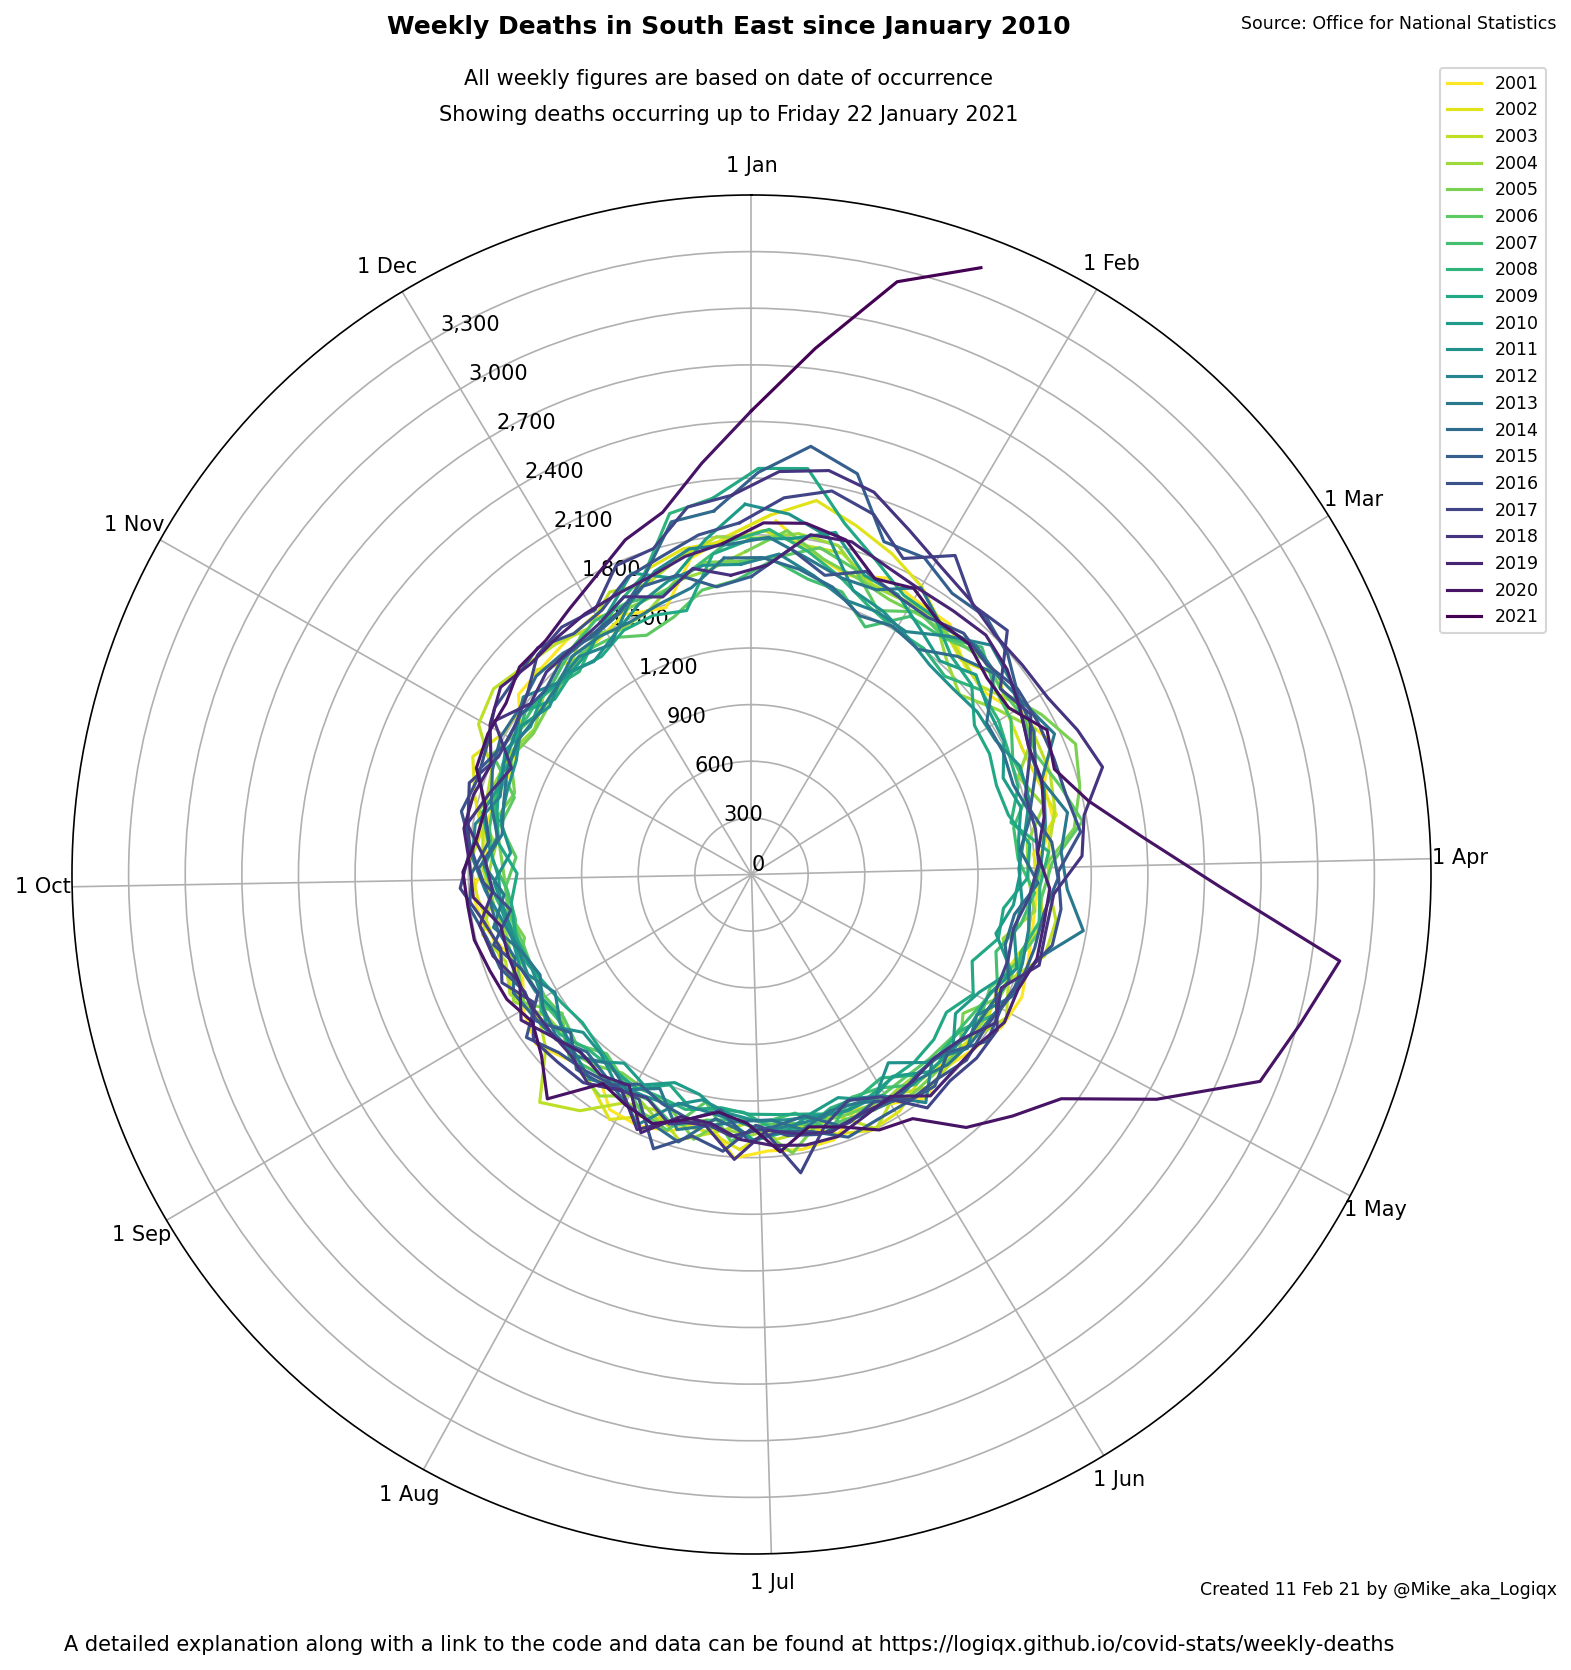 Weekly Deaths in South East since January 2010
Source: Office for National Statistics
All weekly figures are based on date of occurrence
Showing deaths occurring up to Friday 22 January 2021
2001
2002
2003
2004
2005
2006
2007
2008
2009
2010
2011
2012
2013
2014
2015
2016
2017
2018
2019
2020
2021
1 Jan
1 Feb
1 Mar
1 Apr
1 May
1 Jun
1 Jul
1 Aug
1 Sep
1 Oct
1 Nov
1 Dec
3,300
3,000
2,700
2,400
2,100
1,800
1,500
1,200
900
600
300
0
Created 11 Feb 21 by @Mike_aka_Logiqx
A detailed explanation along with a link to the code and data can be found at https://logiqx.github.io/covid-stats/weekly-deaths